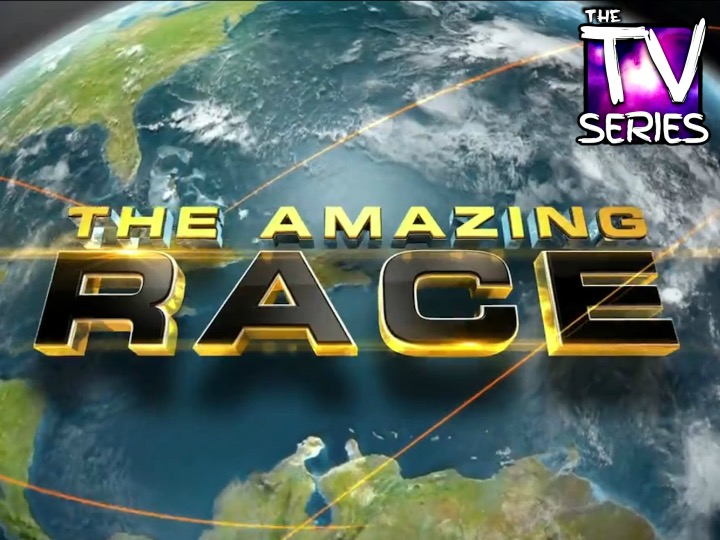 THE
TV
SERIES
THE AMAZING
RACE